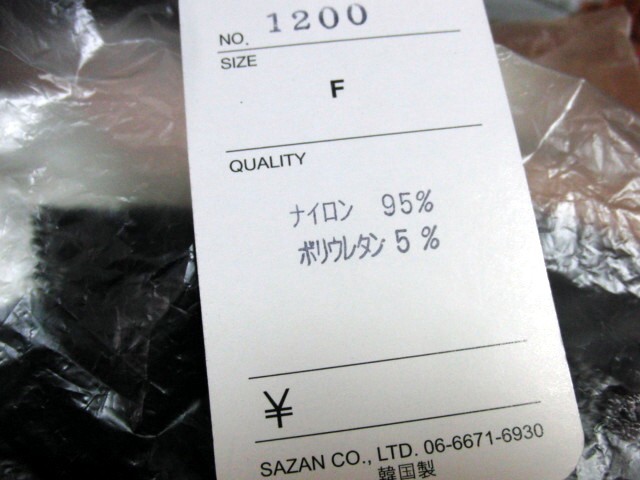 NO. 1200
SIZE
F
QUALITY
ナイロン 95%
ポリウレタン 5%
¥
SAZAN CO., LTD. 06-6671-6930
韓国製